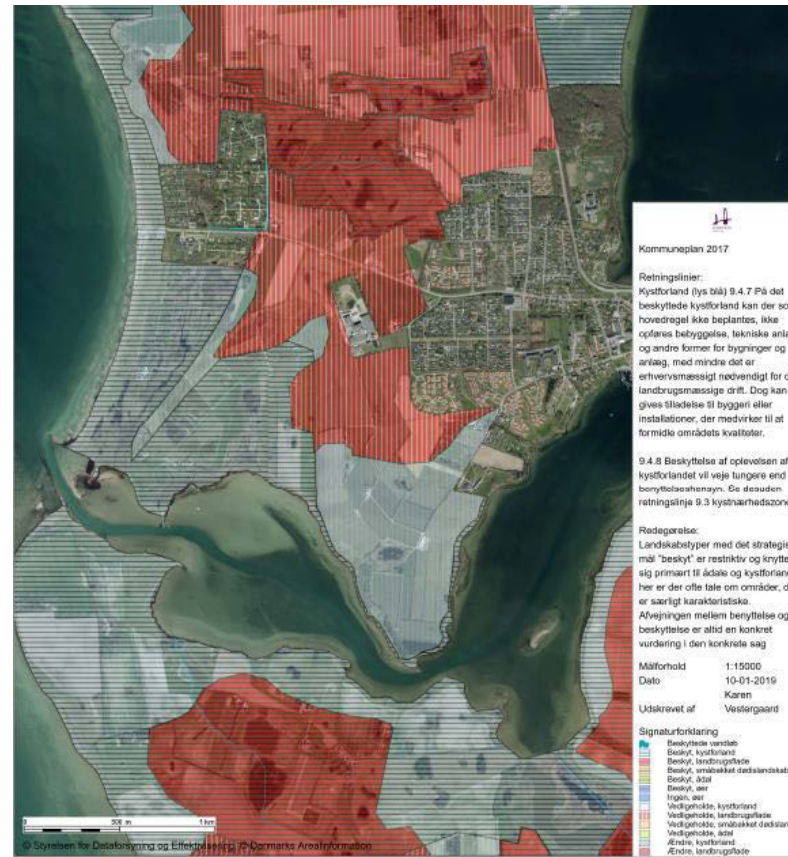 Kommuneplan 2017
Retningslinier:
Kystforland (lys blå) 9.4.7 På det
beskyttede kystforland kan der so
hovedregel ikke beplantes, ikke
opføres bebyggelse, tekniske anl
og andre former for bygninger og
anlæg, med mindre det er
erhvervsmæssigt nødvendigt for
landbrugsmæssige drift. Dog kan
gives tilladelse til byggeri eller
installationer, der medvirker til at
formidle områdets kvaliteter.
9.4.8 Beskyttelse af oplevelsen af
kystforlandet vil veje tungere end
benyttelseshensyn. Se desuden
retningslinje 9.3 kystnærhedszone
Redegørelse:
Landskabstyper med det strategis
mål "beskyt" er restriktiv og knytte
sig primært til ådale og kystforlan
her er der ofte tale om områder, d
er særligt karakteristiske.
Afvejningen mellem benyttelse og
beskyttelse er altid en konkret
vurdering i den konkrete sag
Målforhold 1:15000
Dato 10-01-2019
Karen
Udskrevet af Vestergaard
Signaturforklaring
Beskyttede vandløb
Beskyt, kystforland
Beskyt, landbrugsflade
Beskyt, småbakket dødislandskab
Beskyt, ådal
Beskyt, øer
Ingen, øer
Vedligeholde, kystforland
Vedligeholde, landbrugsflade
Vedligeholde, småbakket dødislan
Vedligeholde, ådal
Ændre, kystforland
Ændre, landbrugsflade
0 500 m 1 km
© Styrelsen for Dataforsyning og Effektivisering, © Danmarks Arealinformation